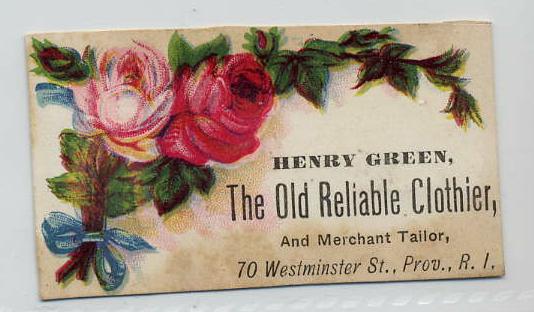 HENRY GREEN,
The Old Reliable Clothier,
And Merchant Tailor,
70 Westminster St., Prov., R. I.